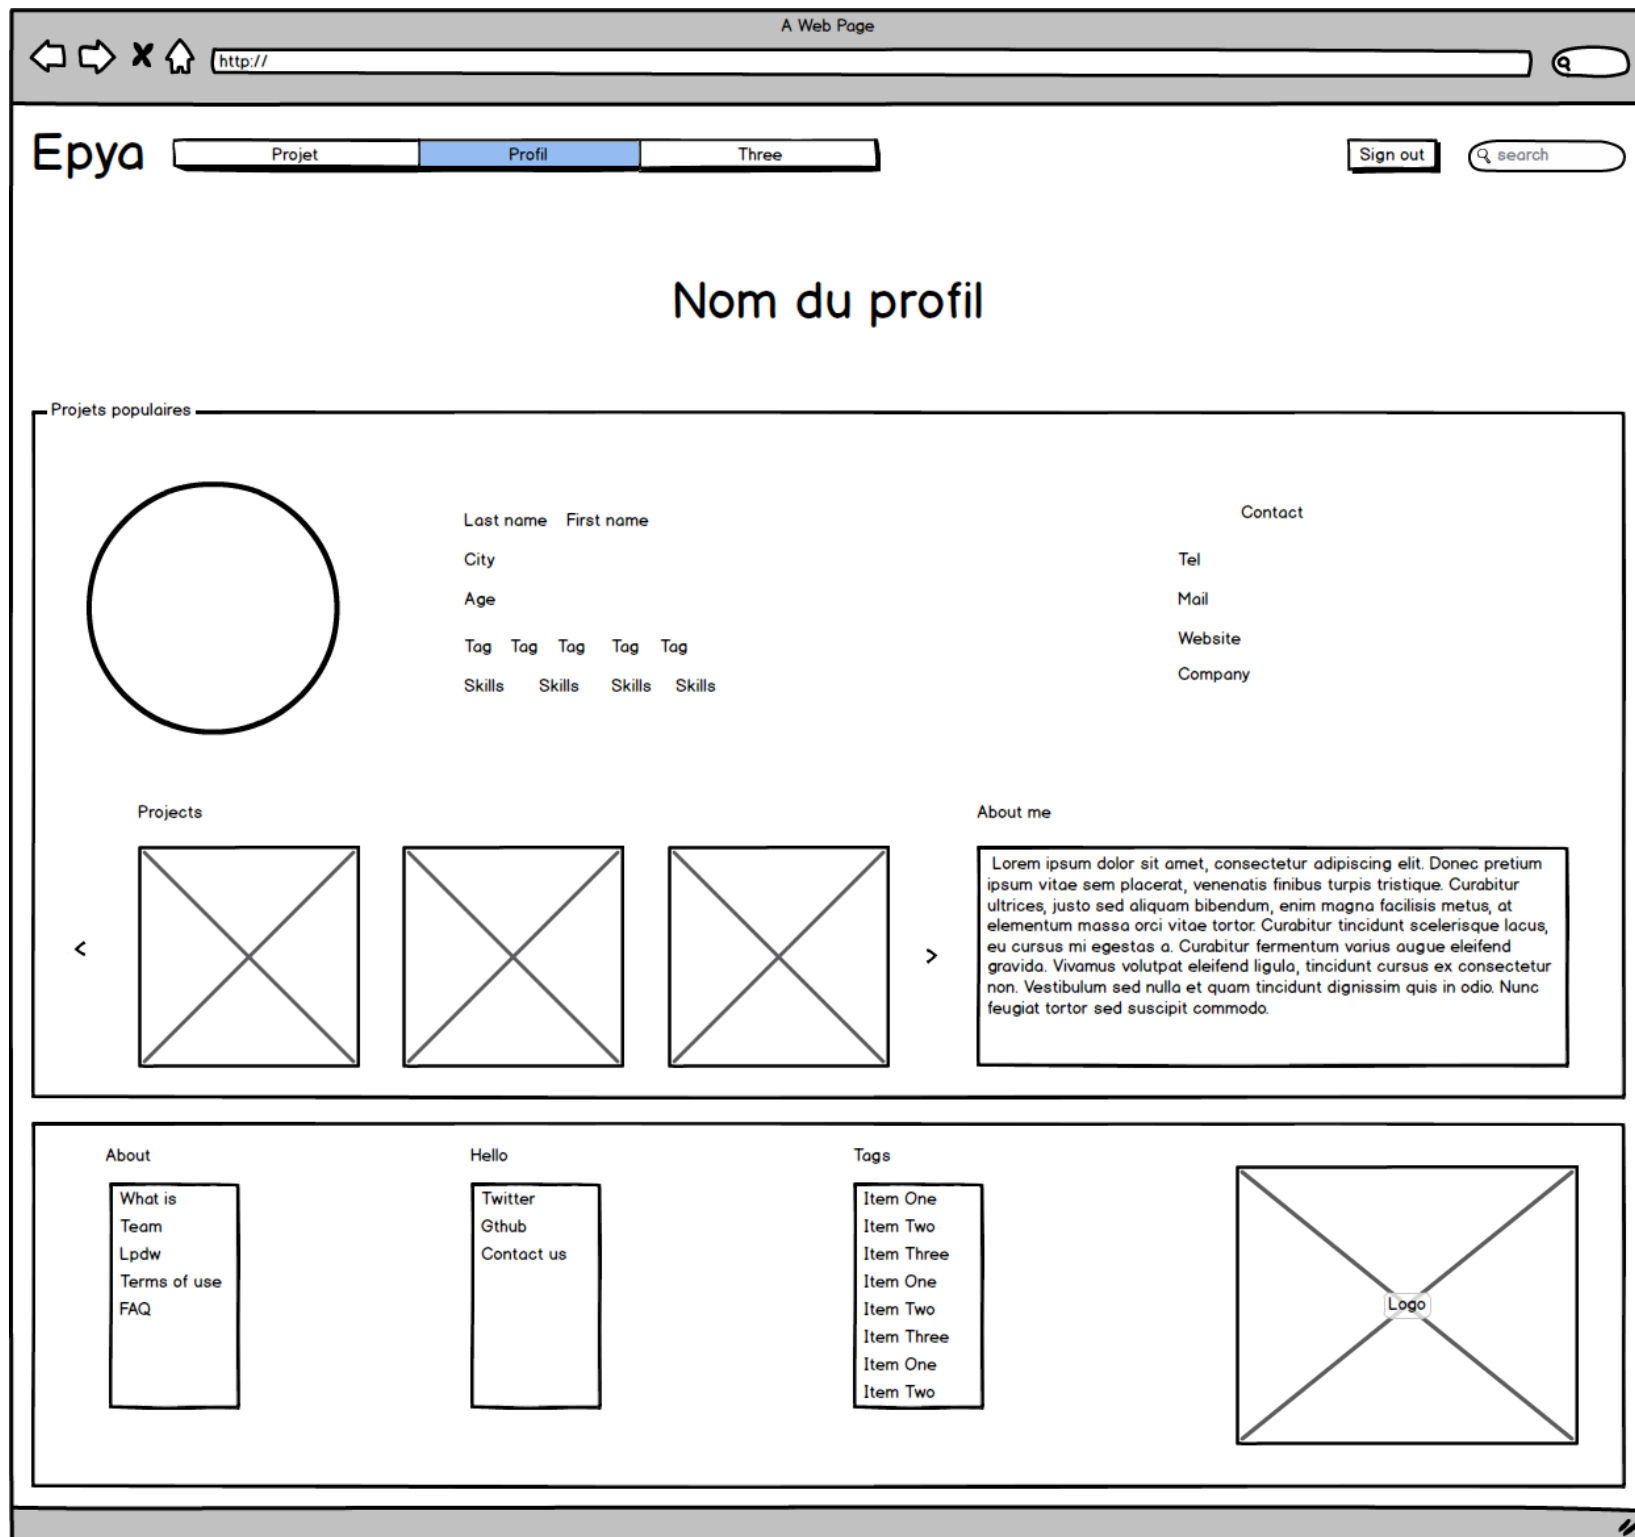 A Web Page
http://
Epya Projet Profil Three Sign out search
Nom du profil
Projets populaires
Last name First name
City
Age
Tag Tag Tag Tag Tag
Skills Skills Skills Skills
Contact
Tel
Mail
Website
Company
Projects
< >
About me
Lorem ipsum dolor sit amet, consectetur adipiscing elit. Donec pretium
ipsum vitae sem placerat, venenatis finibus turpis tristique. Curabitur
ultrices, justo sed aliquam bibendum, enim magna facilisis metus, at
elementum massa orci vitae tortor. Curabitur tincidunt scelerisque lacus,
eu cursus mi egestas a. Curabitur fermentum varius augue eleifend
gravida. Vivamus volutpat eleifend ligula, tincidunt cursus ex consectetur
non. Vestibulum sed nulla et quam tincidunt dignissim quis in odio. Nunc
feugiat tortor sed suscipit commodo.
About
What is
Team
Lpdw
Terms of use
FAQ
Hello
Twitter
Gthub
Contact us
Tags
Item One
Item Two
Item Three
Item One
Item Two
Item Three
Item One
Item Two
Logo